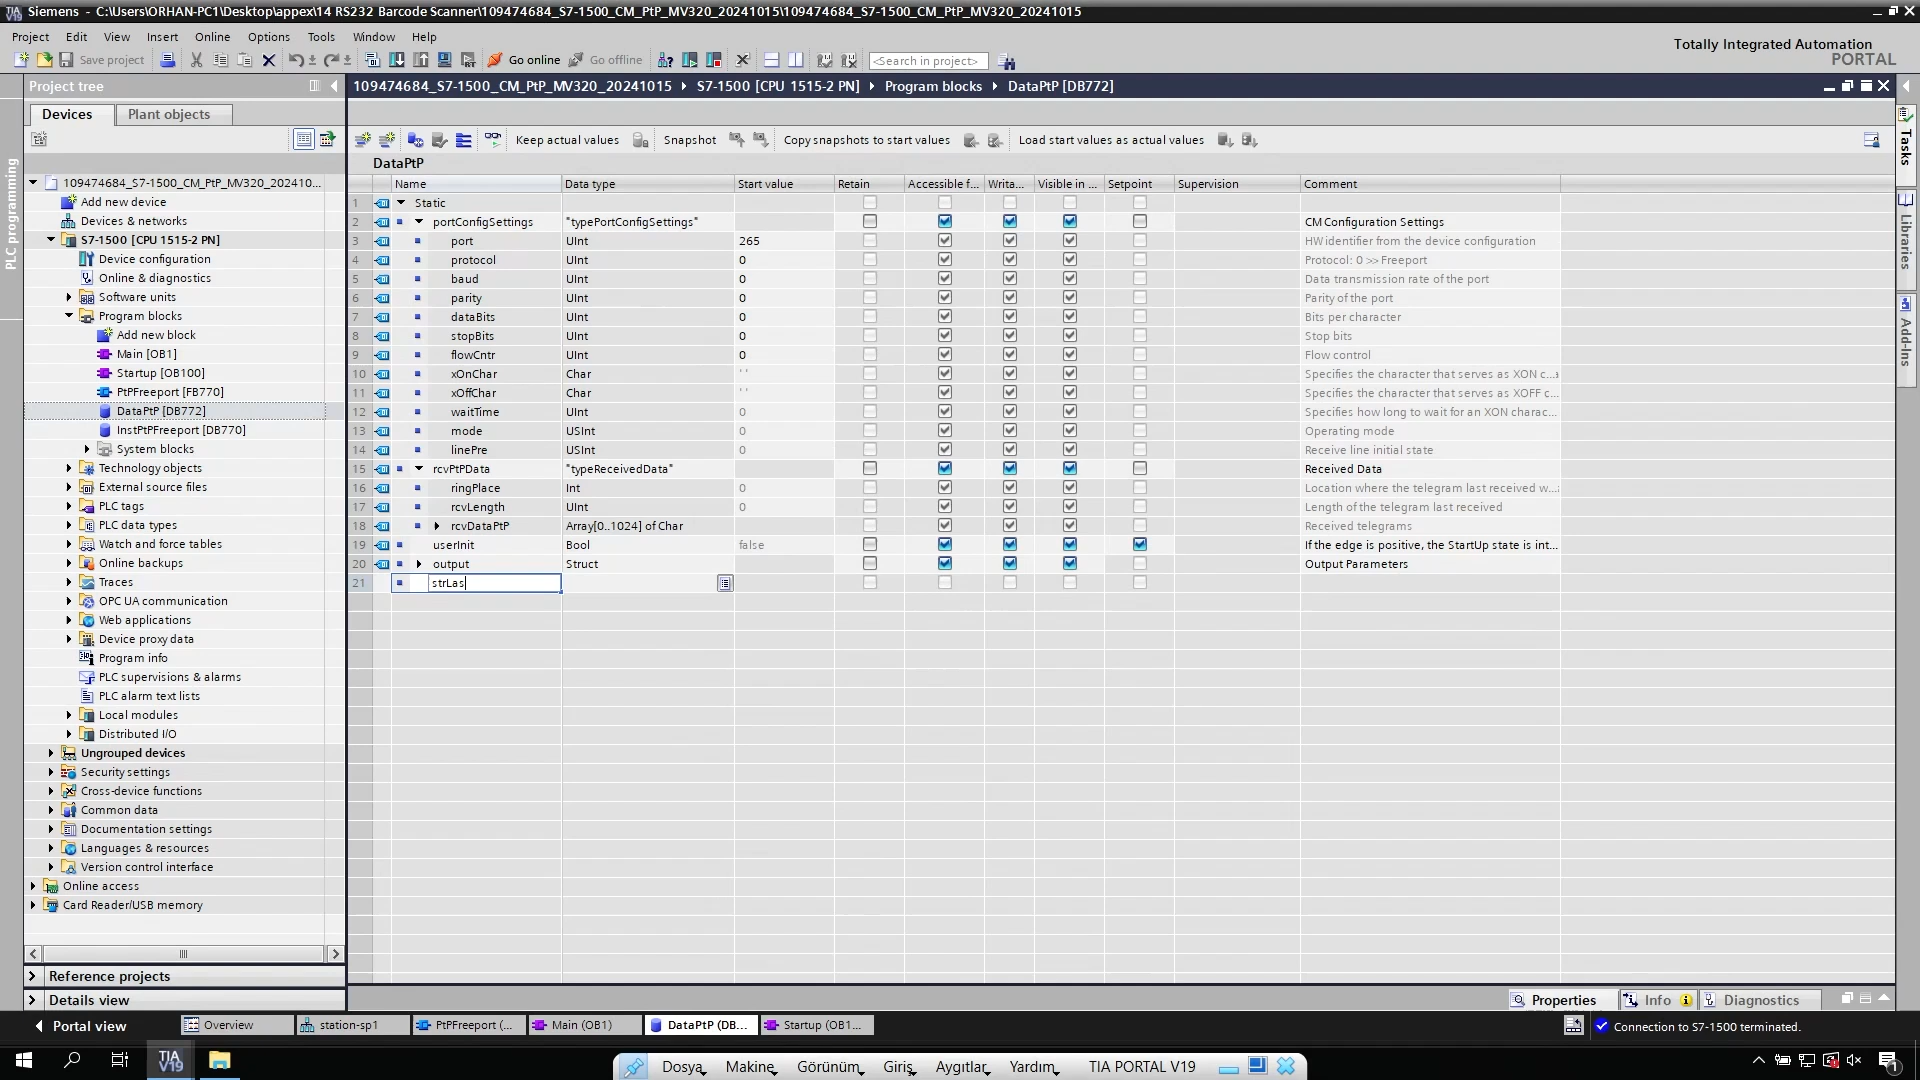 Siemens - C:\Users\ORHAN-PC1\Desktop\appex\14 RS232 Barcode Scanner\109474684_S7-1500_CM_PtP_MV320_20241015\109474684_S7-1500_CM_PtP_MV320_20241015
Project Edit View Insert Online Options Tools Window Help
Totally Integrated Automation
PORTAL
Save project Go online Go offline <Search in project>
Project tree
109474684_S7-1500_CM_PtP_MV320_20241015 S7-1500 [CPU 1515-2 PN] Program blocks DataPtP [DB772]
Devices Plant objects
Keep actual values Snapshot Copy snapshots to start values Load start values as actual values
DataPtP
Name Data type Start value Retain Accessible f... Writa... Visible in ... Setpoint Supervision Comment
1 Static
2 portConfigSettings "typePortConfigSettings" CM Configuration Settings
3 port UInt 265 HW identifier from the device configuration
4 protocol UInt 0 Protocol: 0 >> Freeport
5 baud UInt 0 Data transmission rate of the port
6 parity UInt 0 Parity of the port
7 dataBits UInt 0 Bits per character
8 stopBits UInt 0 Stop bits
9 flowCntr UInt 0 Flow control
10 xOnChar Char ' ' Specifies the character that serves as XON c...
11 xOffChar Char ' ' Specifies the character that serves as XOFF c...
12 waitTime UInt 0 Specifies how long to wait for an XON charac...
13 mode USInt 0 Operating mode
14 linePre USInt 0 Receive line initial state
15 rcvPtPData "typeReceivedData" Received Data
16 ringPlace Int 0 Location where the telegram last received w...
17 rcvLength UInt 0 Length of the telegram last received
18 rcvDataPtP Array[0..1024] of Char Received telegrams
19 userInit Bool false If the edge is positive, the StartUp state is int...
20 output Struct Output Parameters
21 strLas
109474684_S7-1500_CM_PtP_MV320_202410...
Add new device
Devices & networks
S7-1500 [CPU 1515-2 PN]
Device configuration
Online & diagnostics
Software units
Program blocks
Add new block
Main [OB1]
Startup [OB100]
PtPFreeport [FB770]
DataPtP [DB772]
InstPtPFreeport [DB770]
System blocks
Technology objects
External source files
PLC tags
PLC data types
Watch and force tables
Online backups
Traces
OPC UA communication
Web applications
Device proxy data
Program info
PLC supervisions & alarms
PLC alarm text lists
Local modules
Distributed I/O
Ungrouped devices
Security settings
Cross-device functions
Common data
Documentation settings
Languages & resources
Version control interface
Online access
Card Reader/USB memory
Reference projects
Details view
PLC programming
Tasks
Libraries
Add-Ins
Properties Info Diagnostics
Portal view Overview station-sp1 PtPFreeport (... Main (OB1) DataPtP (DB... Startup (OB1... Connection to S7-1500 terminated.
TIA V19
Dosya Makine Görünüm Giriş Aygıtlar Yardım TIA PORTAL V19
1